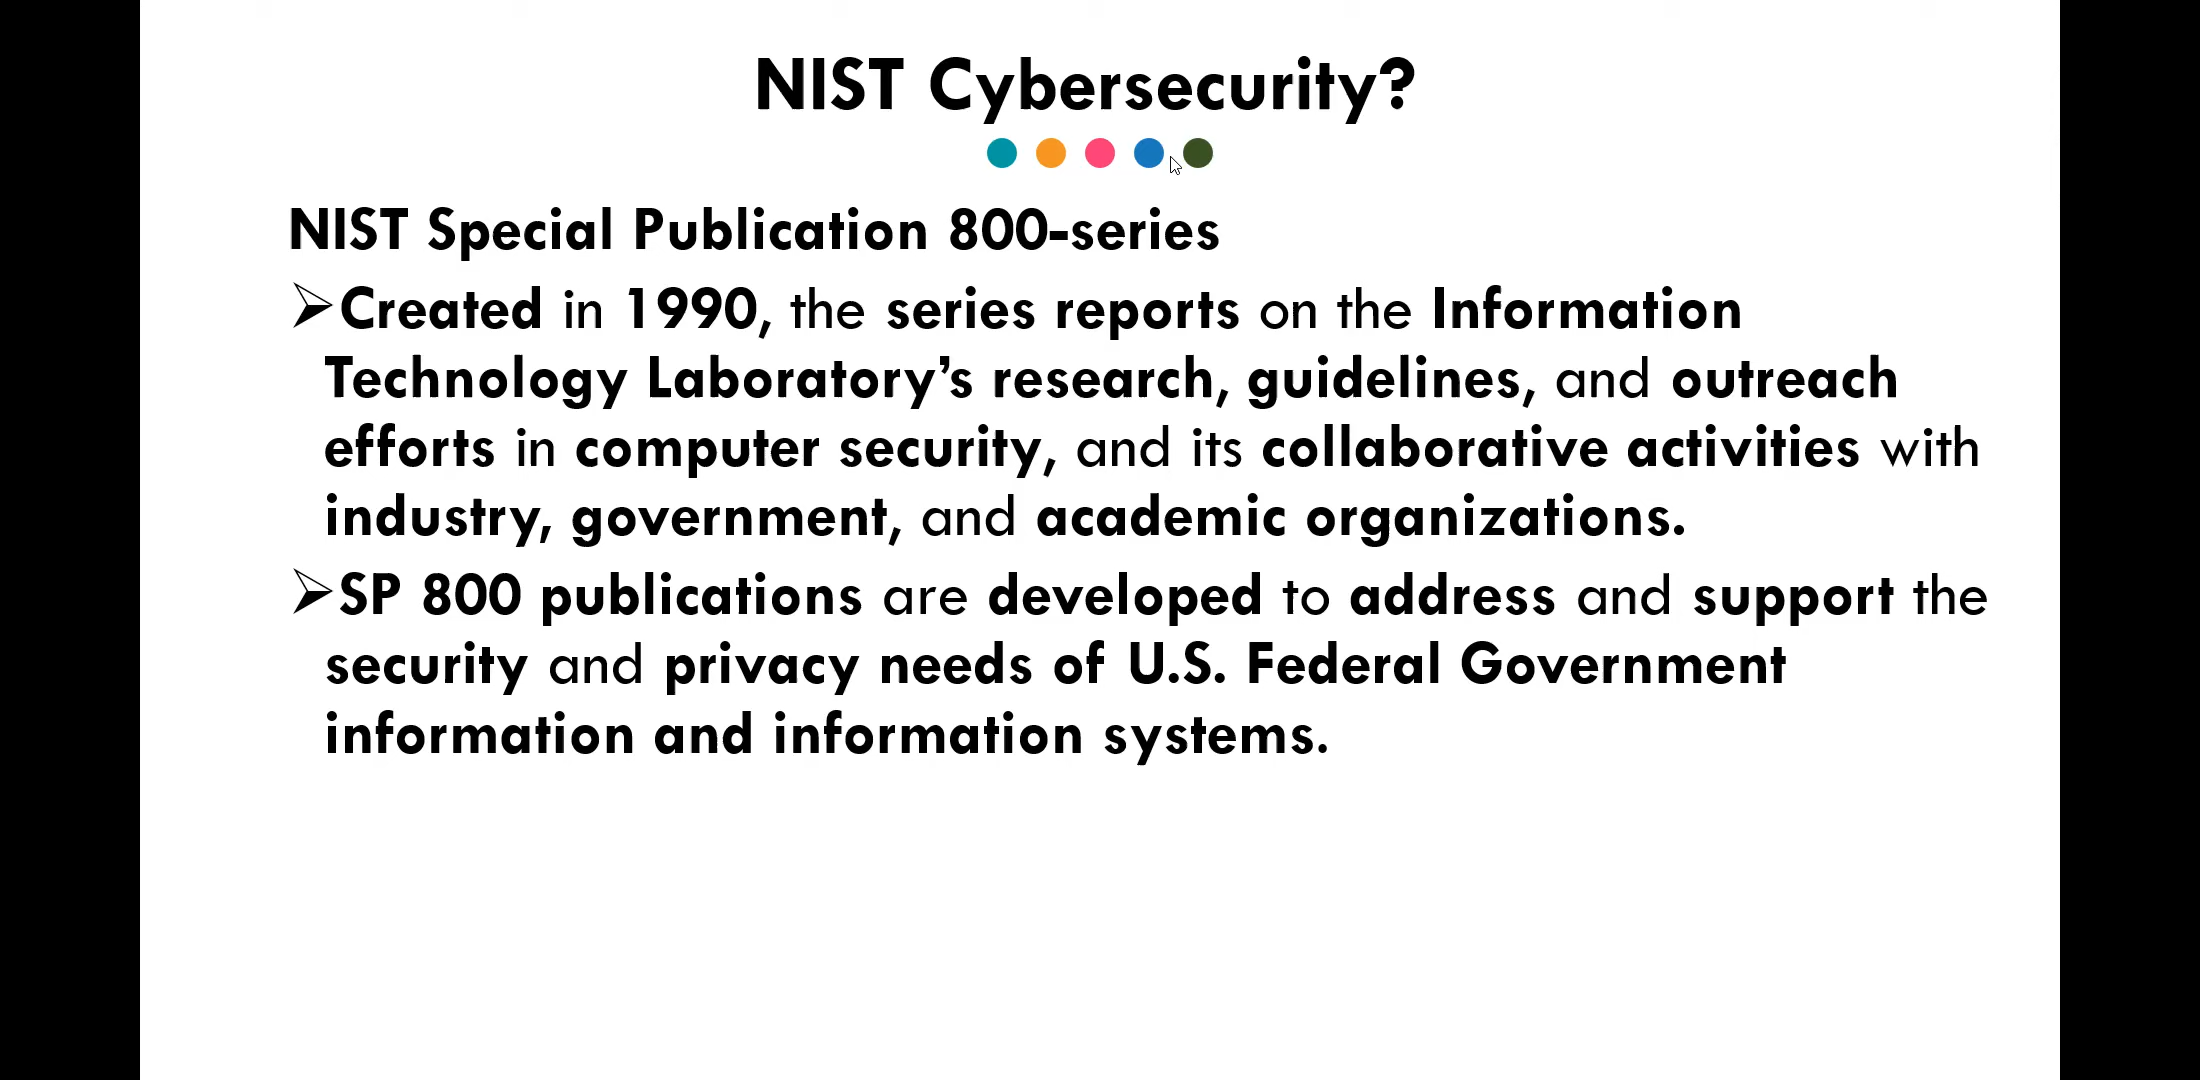 NIST Cybersecurity?
NIST Special Publication 800-series
➢Created in 1990, the series reports on the Information
Technology Laboratory’s research, guidelines, and outreach
efforts in computer security, and its collaborative activities with
industry, government, and academic organizations.
➢SP 800 publications are developed to address and support the
security and privacy needs of U.S. Federal Government
information and information systems.